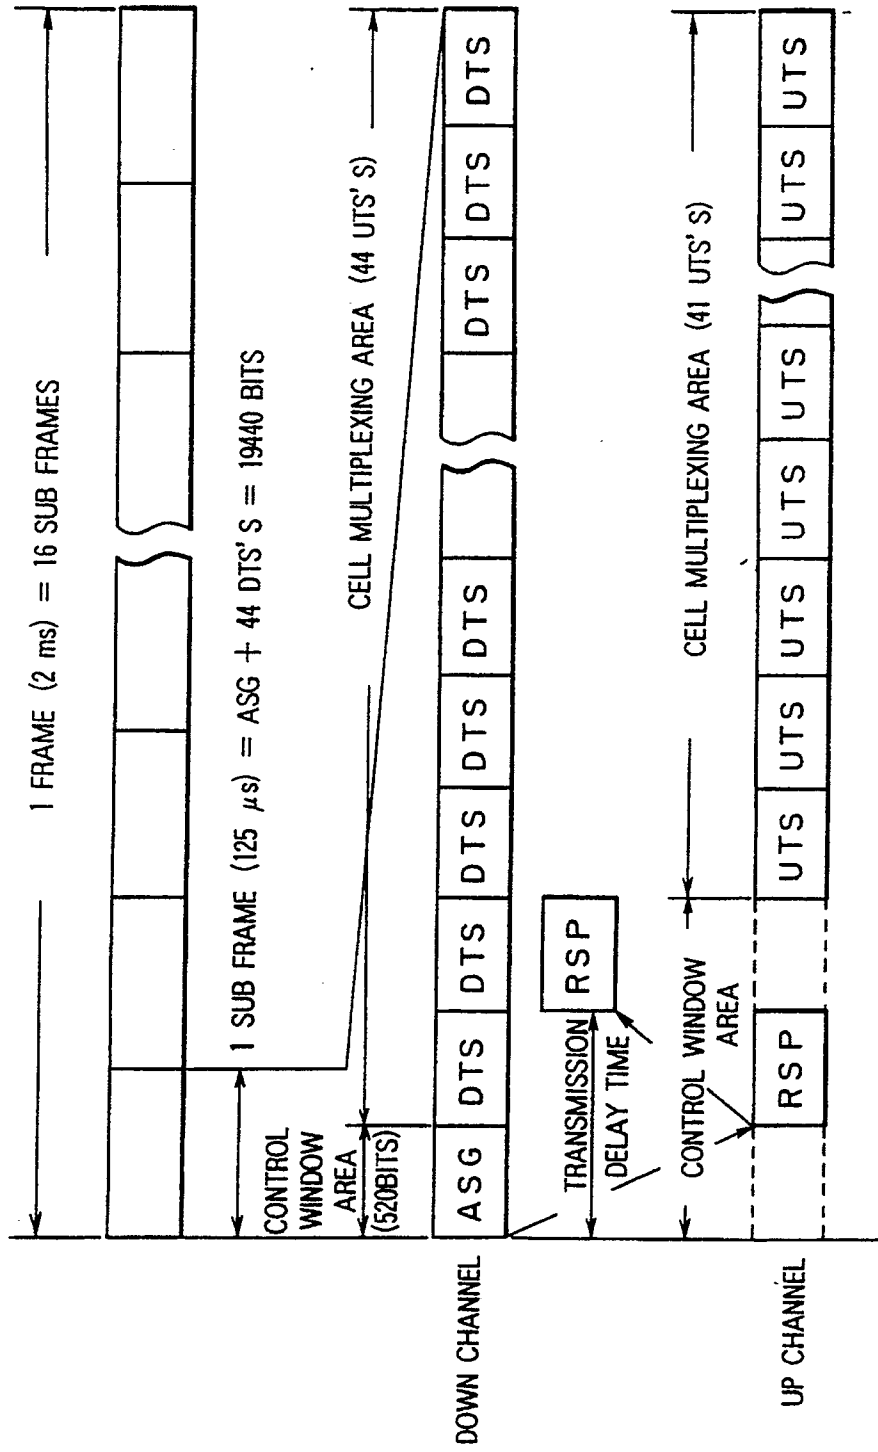 1 FRAME (2 ms) = 16 SUB FRAMES
1 SUB FRAME (125 μs) = ASG + 44 DTS' S = 19440 BITS
CONTROL
WINDOW
AREA
(520BITS)
CELL MULTIPLEXING AREA (44 UTS' S)
DOWN CHANNEL
ASG DTS DTS DTS DTS DTS DTS DTS DTS
TRANSMISSION
DELAY TIME
RSP
CONTROL WINDOW
AREA
CELL MULTIPLEXING AREA (41 UTS' S)
UP CHANNEL
RSP UTS UTS UTS UTS UTS UTS UTS